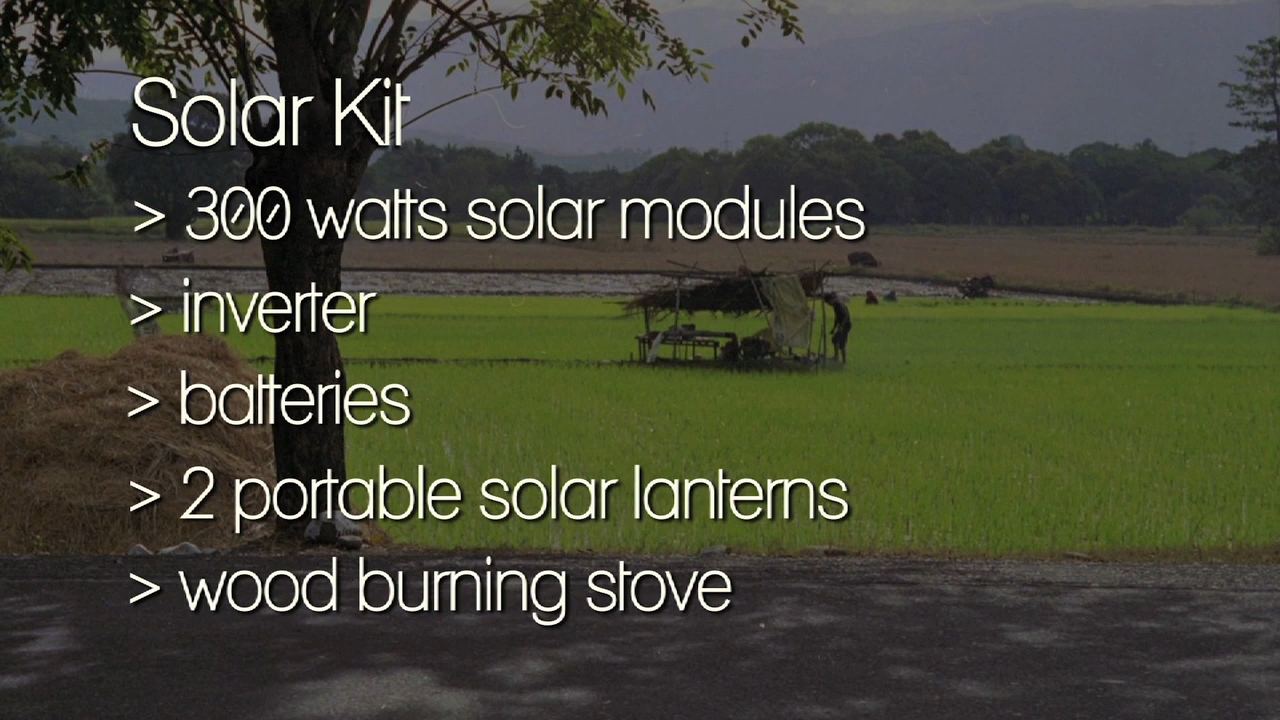 Solar Kit
> 300 watts solar modules
> inverter
> batteries
> 2 portable solar lanterns
> wood burning stove